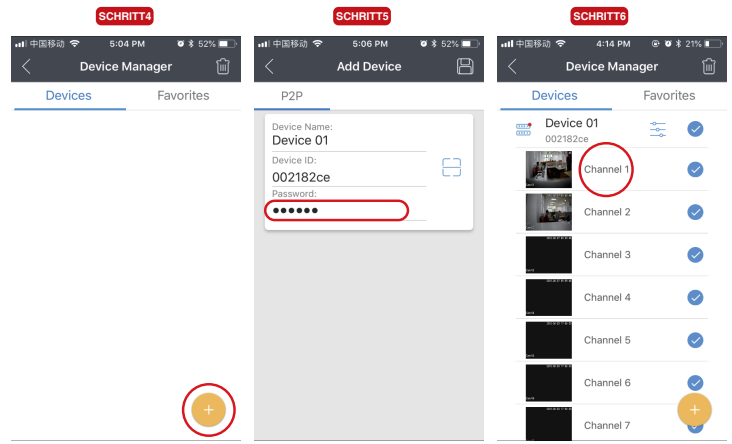 SCHRITT4
中国移动
5:04 PM
52%
Device Manager
Devices
Favorites
SCHRITT5
中国移动
5:06 PM
52%
Add Device
P2P
Device Name:
Device 01
Device ID:
002182ce
Password:
●●●●●●
SCHRITT6
中国移动
4:14 PM
21%
Device Manager
Devices
Favorites
Device 01
002182ce
Channel 1
Channel 2
Channel 3
Channel 4
Channel 5
Channel 6
Channel 7